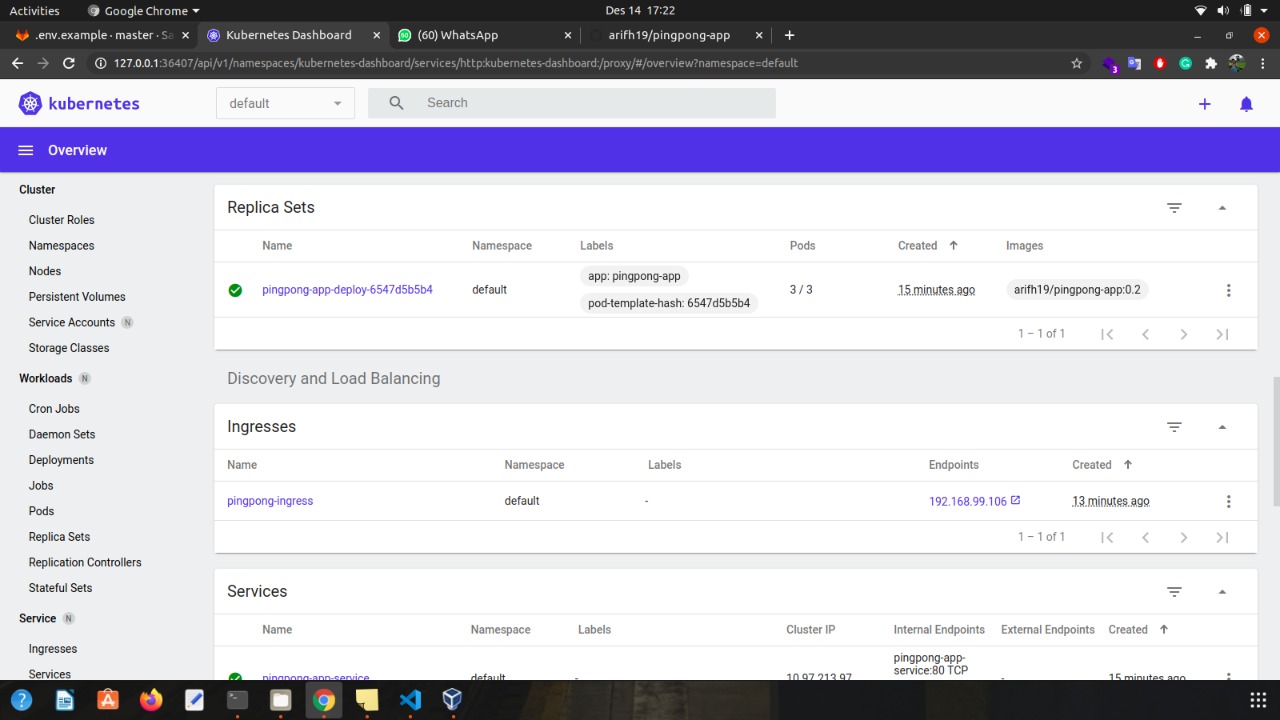 Activities
Google Chrome
Des 14 17:22
.env.example · master · Sa
Kubernetes Dashboard
(60) WhatsApp
arifh19/pingpong-app
127.0.0.1:36407/api/v1/namespaces/kubernetes-dashboard/services/http:kubernetes-dashboard:/proxy/#/overview?namespace=default
3
kubernetes
default
Search
Overview
Cluster
Cluster Roles
Namespaces
Nodes
Persistent Volumes
Service Accounts N
Storage Classes
Workloads N
Cron Jobs
Daemon Sets
Deployments
Jobs
Pods
Replica Sets
Replication Controllers
Stateful Sets
Service N
Ingresses
Services
Replica Sets
Name Namespace Labels Pods Created Images
pingpong-app-deploy-6547d5b5b4 default app: pingpong-app 3 / 3 15 minutes ago arifh19/pingpong-app:0.2
pod-template-hash: 6547d5b5b4
1 – 1 of 1
Discovery and Load Balancing
Ingresses
Name Namespace Labels Endpoints Created
pingpong-ingress default - 192.168.99.106 13 minutes ago
1 – 1 of 1
Services
Name Namespace Labels Cluster IP Internal Endpoints External Endpoints Created
pingpong-app-
service:80 TCP
pingpong-app-service default - 10.97.213.97 - 15 minutes ago